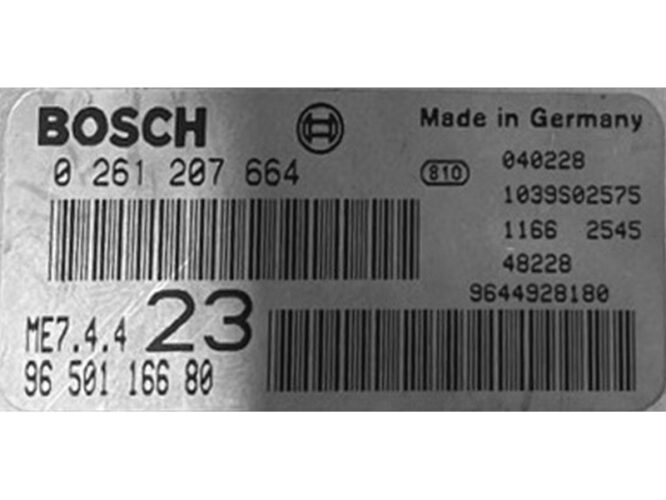 BOSCH
Made in Germany
0 261 207 664
810
040228
1039S02575
1166 2545
48228
9644928180
ME7.4.4 23
96 501 166 80